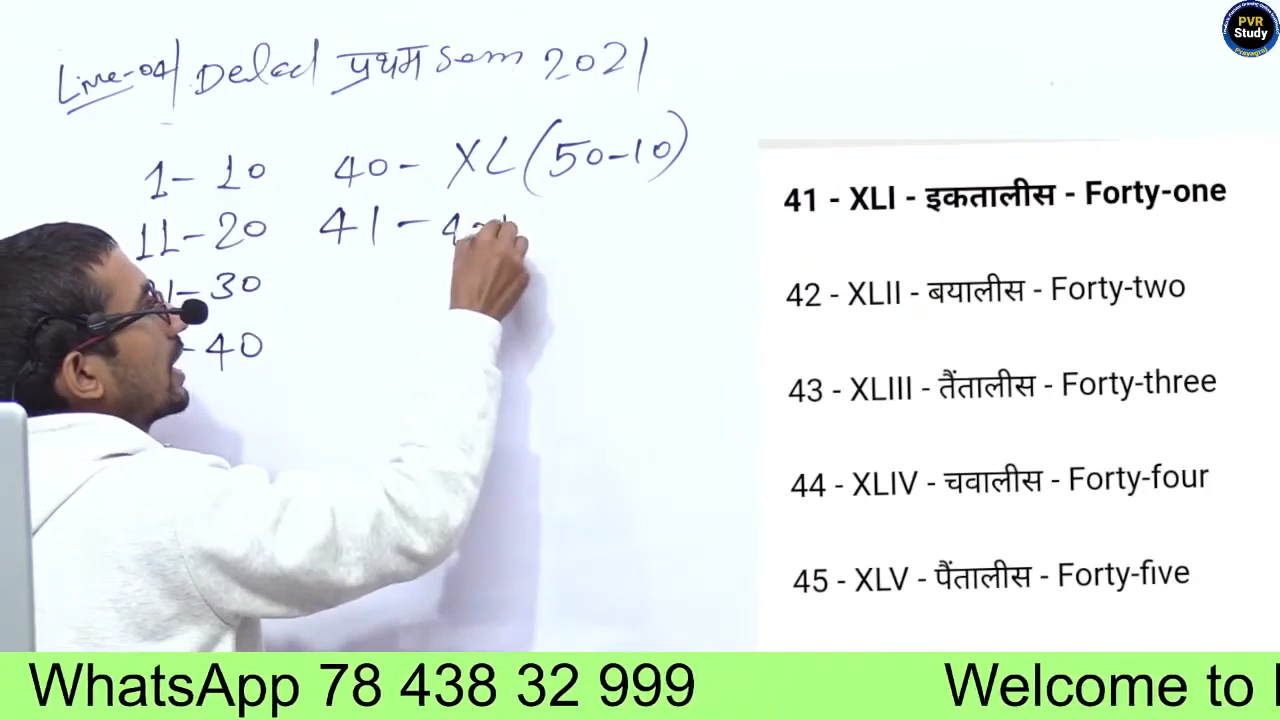 Live-04 Deled प्रथम Sem 2021
1- 10
11-20
-30
-40
40- XL (50-10)
41-
41 - XLI - इकतालीस - Forty-one
42 - XLII - बयालीस - Forty-two
43 - XLIII - तैंतालीस - Forty-three
44 - XLIV - चवालीस - Forty-four
45 - XLV - पैंतालीस - Forty-five
PVR
Study
Prayagraj
WhatsApp 78 438 32 999
Welcome to